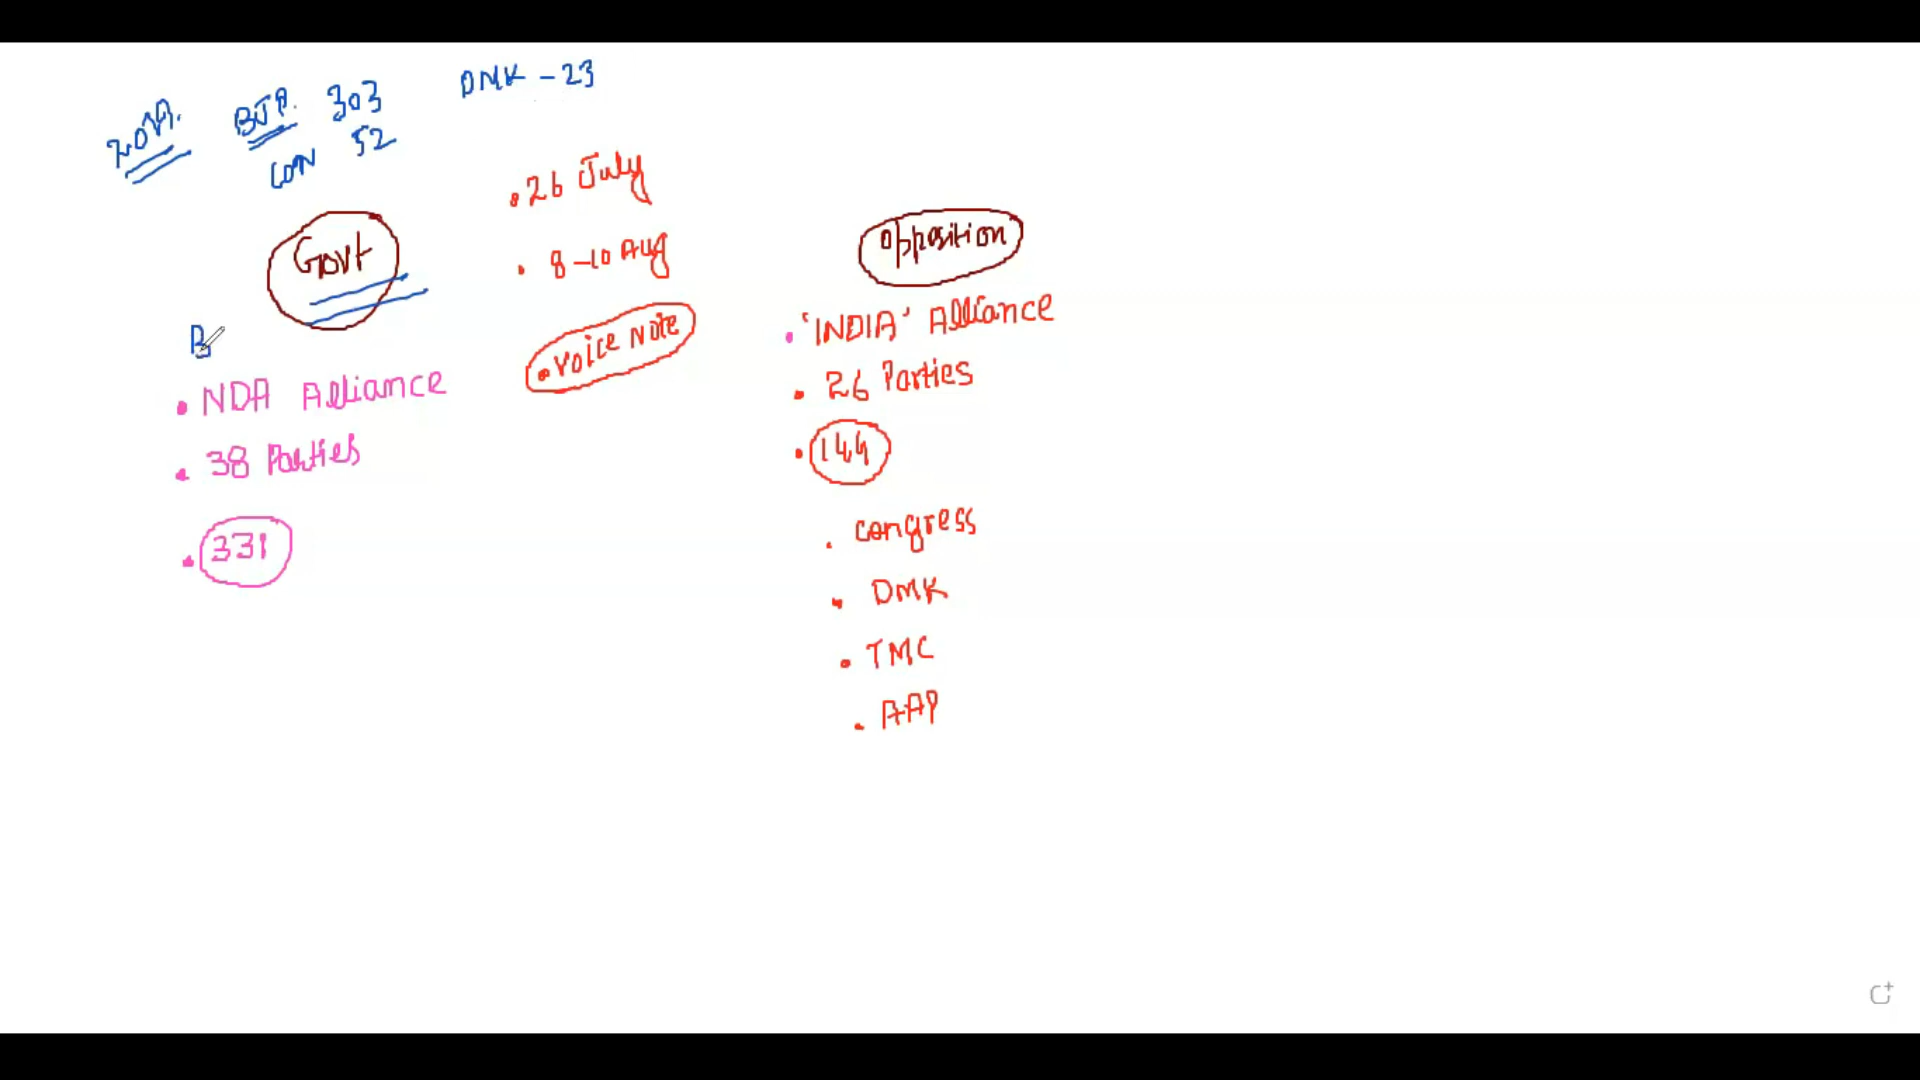 2019. BJP. 303 DMK - 23
CON 52
Govt
B
• NDA Alliance
• 38 Parties
• 331
• 26 July
• 8-10 Aug
• Voice Note
Opposition
• 'INDIA' Alliance
• 26 Parties
• 144
• Congress
• DMK
• TMC
• AAP